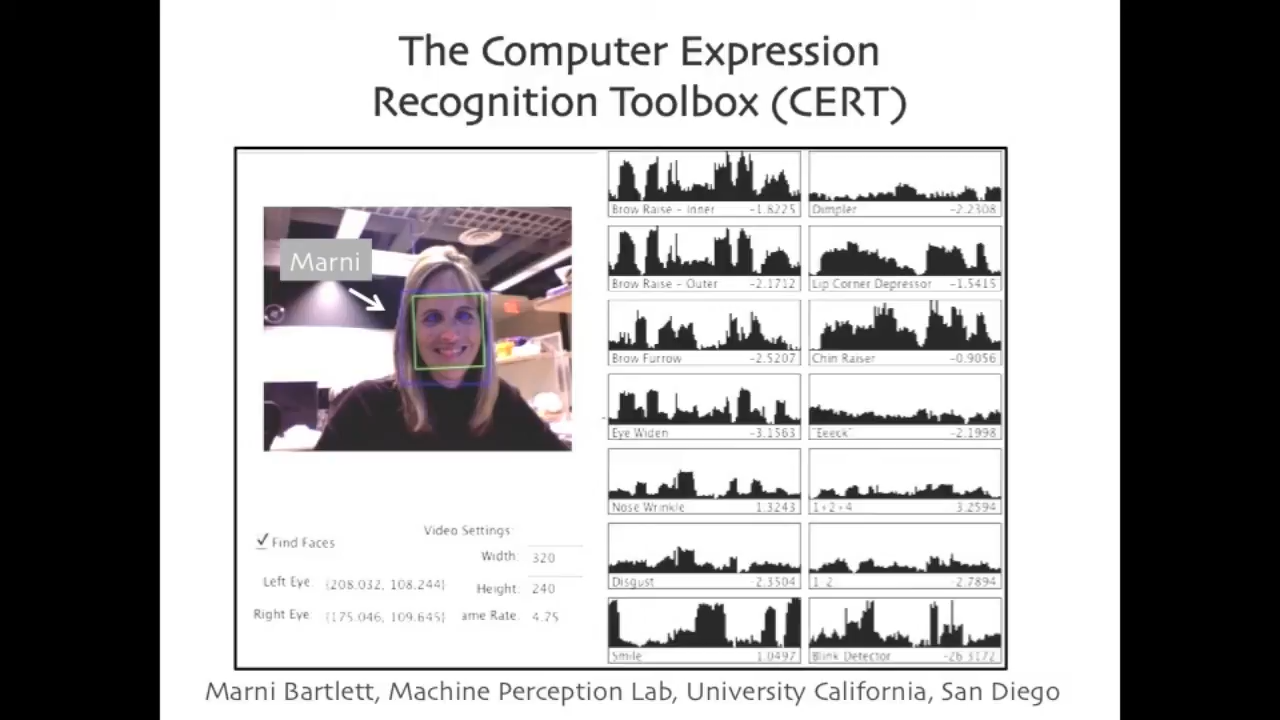 The Computer Expression
Recognition Toolbox (CERT)
Marni
Find Faces
Video Settings:
Width: 320
Left Eye: (208.032, 108.244)
Height: 240
Right Eye: (175.046, 109.645)
ame Rate: 4.75
Brow Raise - Inner -1.8225
Dimpler -2.2308
Brow Raise - Outer -2.1712
Lip Corner Depressor -1.5415
Brow Furrow -2.5207
Chin Raiser -0.9056
Eye Widen -3.1563
"Eeeck" -2.1998
Nose Wrinkle 1.3243
1+2+4 3.2594
Disgust -2.3504
1-2 -2.7894
Smile 1.0497
Blink Detector -26.3172
Marni Bartlett, Machine Perception Lab, University California, San Diego